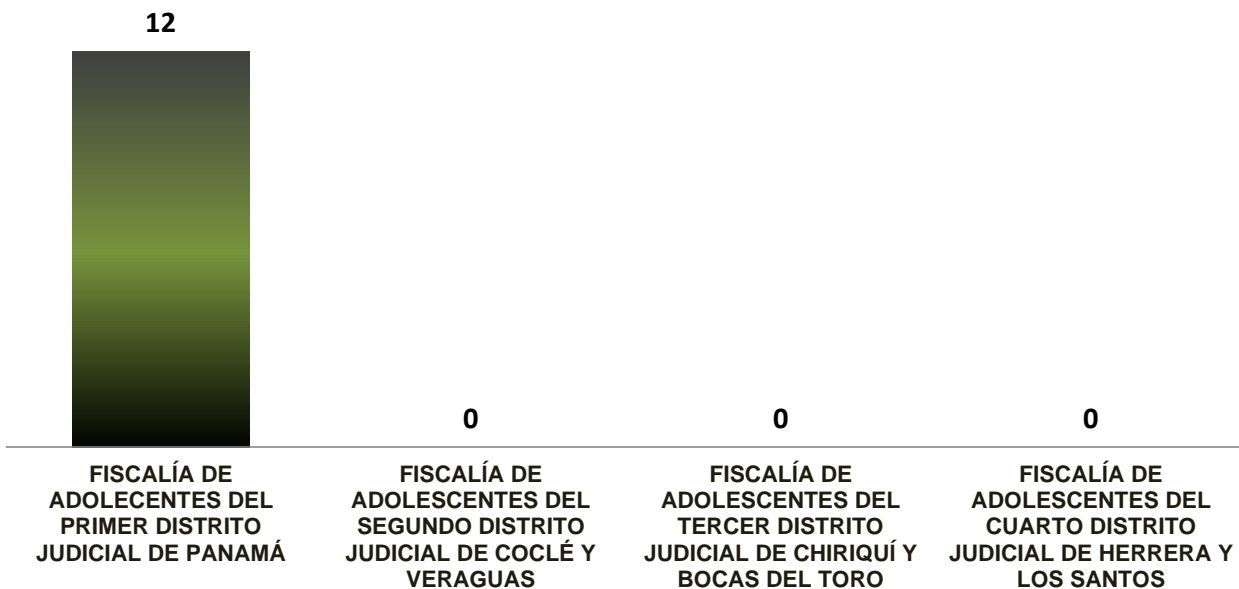 12
0
0
0
FISCALÍA DE
ADOLECENTES DEL
PRIMER DISTRITO
JUDICIAL DE PANAMÁ
FISCALÍA DE
ADOLESCENTES DEL
SEGUNDO DISTRITO
JUDICIAL DE COCLÉ Y
VERAGUAS
FISCALÍA DE
ADOLESCENTES DEL
TERCER DISTRITO
JUDICIAL DE CHIRIQUÍ Y
BOCAS DEL TORO
FISCALÍA DE
ADOLESCENTES DEL
CUARTO DISTRITO
JUDICIAL DE HERRERA Y
LOS SANTOS